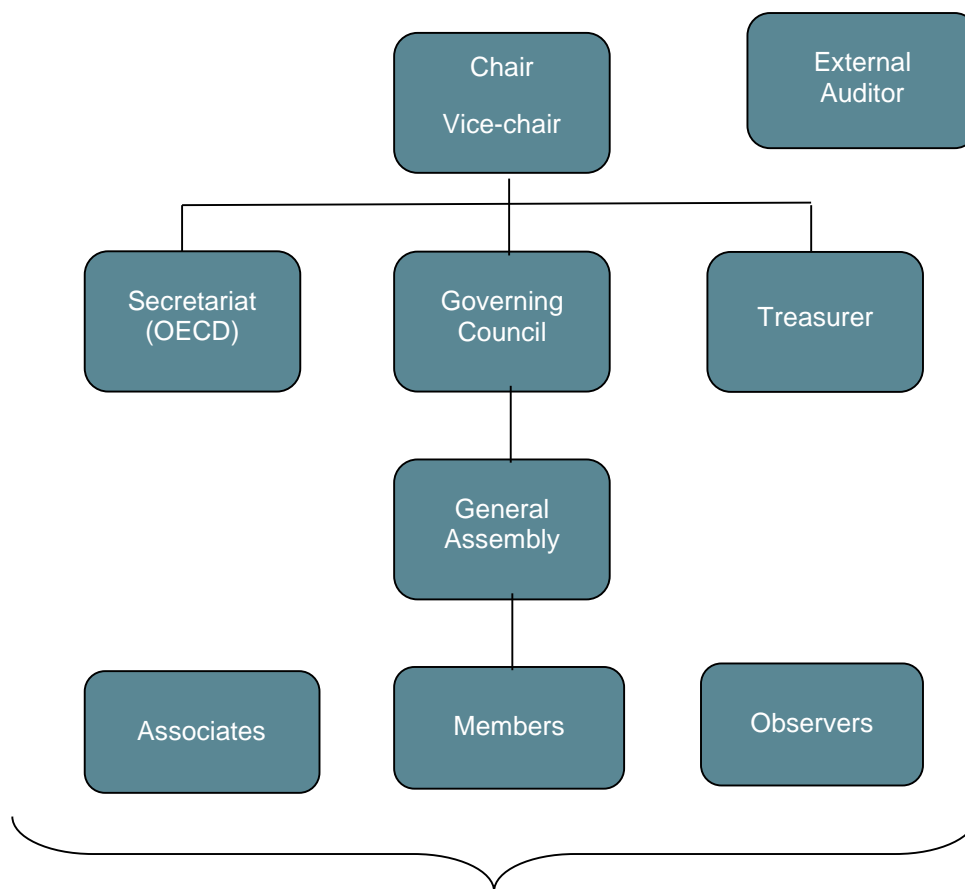 Chair
Vice-chair
External
Auditor
Secretariat
(OECD)
Governing
Council
Treasurer
General
Assembly
Associates
Members
Observers